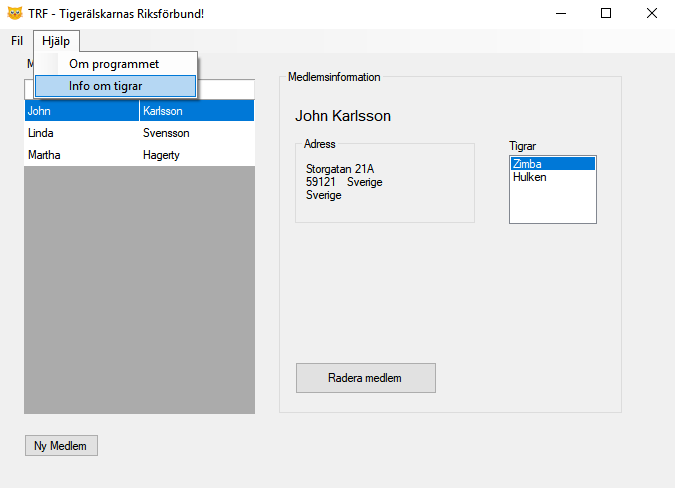 TRF - Tigerälskarnas Riksförbund!
Fil Hjälp
Om programmet
Info om tigrar
John Karlsson
Linda Svensson
Martha Hagerty
Ny Medlem
Medlemsinformation
John Karlsson
Adress
Storgatan 21A
59121 Sverige
Sverige
Tigrar
Zimba
Hulken
Radera medlem